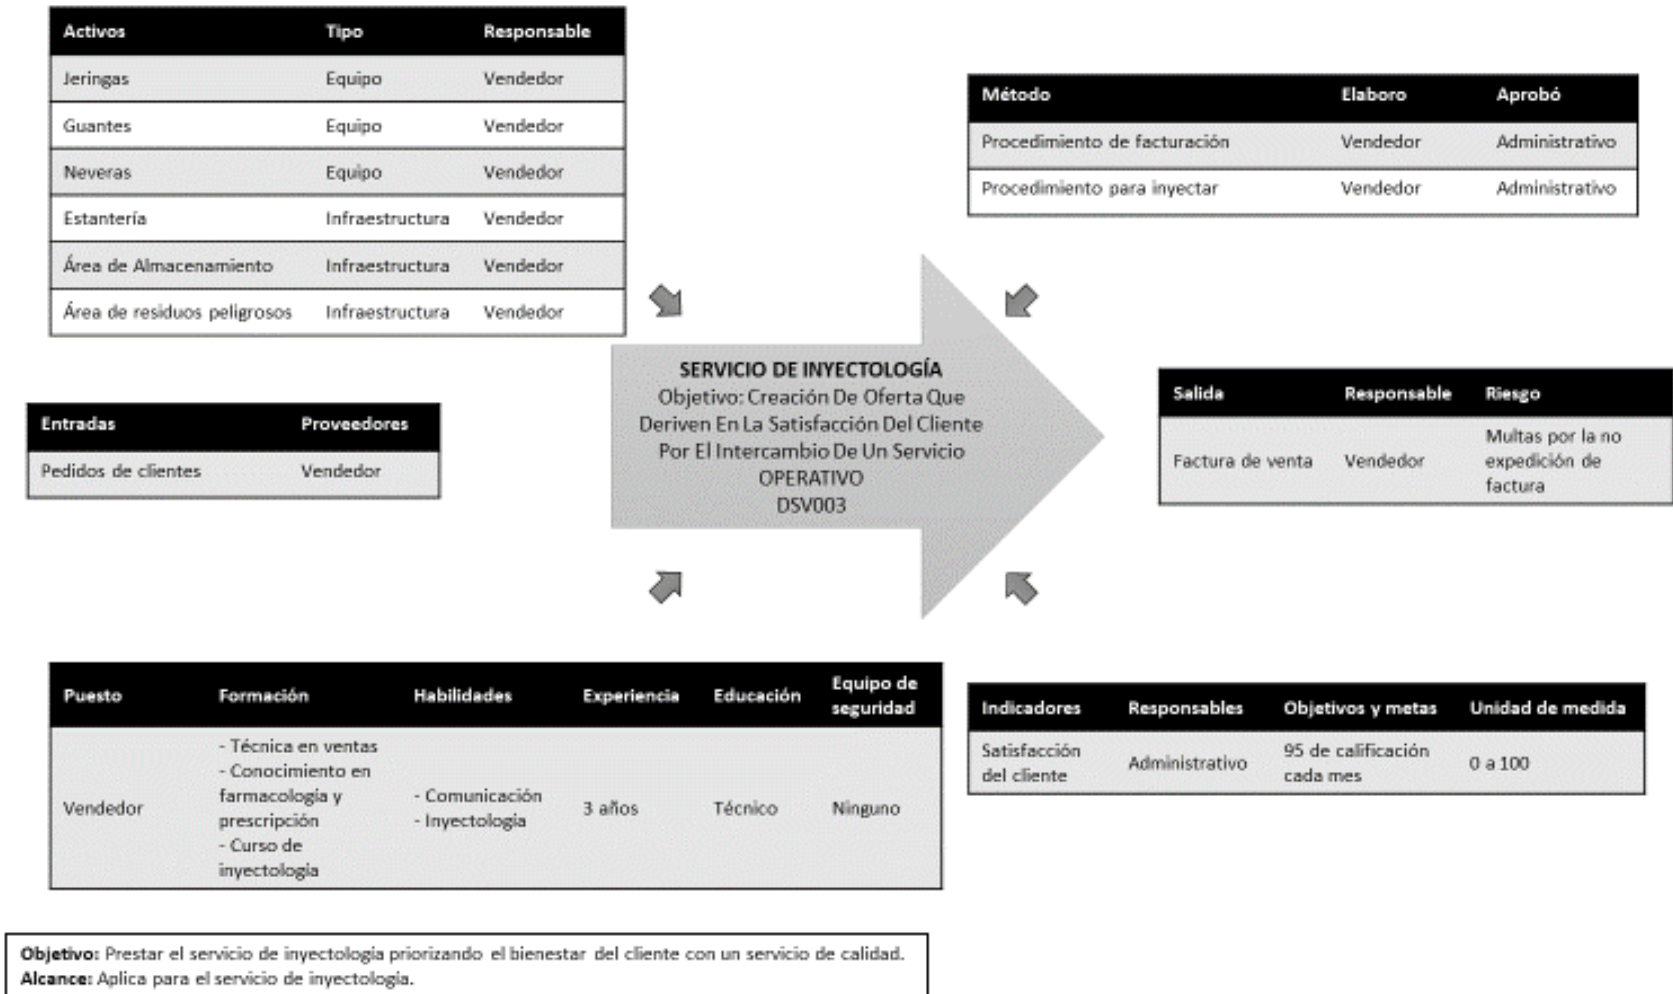 Activos Tipo Responsable
Jeringas Equipo Vendedor
Guantes Equipo Vendedor
Neveras Equipo Vendedor
Estantería Infraestructura Vendedor
Área de Almacenamiento Infraestructura Vendedor
Área de residuos peligrosos Infraestructura Vendedor
Método Elaboro Aprobó
Procedimiento de facturación Vendedor Administrativo
Procedimiento para inyectar Vendedor Administrativo
Entradas Proveedores
Pedidos de clientes Vendedor
SERVICIO DE INYECTOLOGÍA
Objetivo: Creación De Oferta Que
Deriven En La Satisfacción Del Cliente
Por El Intercambio De Un Servicio
OPERATIVO
DSV003
Salida Responsable Riesgo
Factura de venta Vendedor Multas por la no
expedición de
factura
Puesto Formación Habilidades Experiencia Educación Equipo de
seguridad
Vendedor
- Técnica en ventas
- Conocimiento en
farmacología y
prescripción
- Curso de
inyectología
- Comunicación
- Inyectología
3 años
Técnico
Ninguno
Indicadores Responsables Objetivos y metas Unidad de medida
Satisfacción
del cliente
Administrativo
95 de calificación
cada mes
0 a 100
Objetivo: Prestar el servicio de inyectología priorizando el bienestar del cliente con un servicio de calidad.
Alcance: Aplica para el servicio de inyectología.